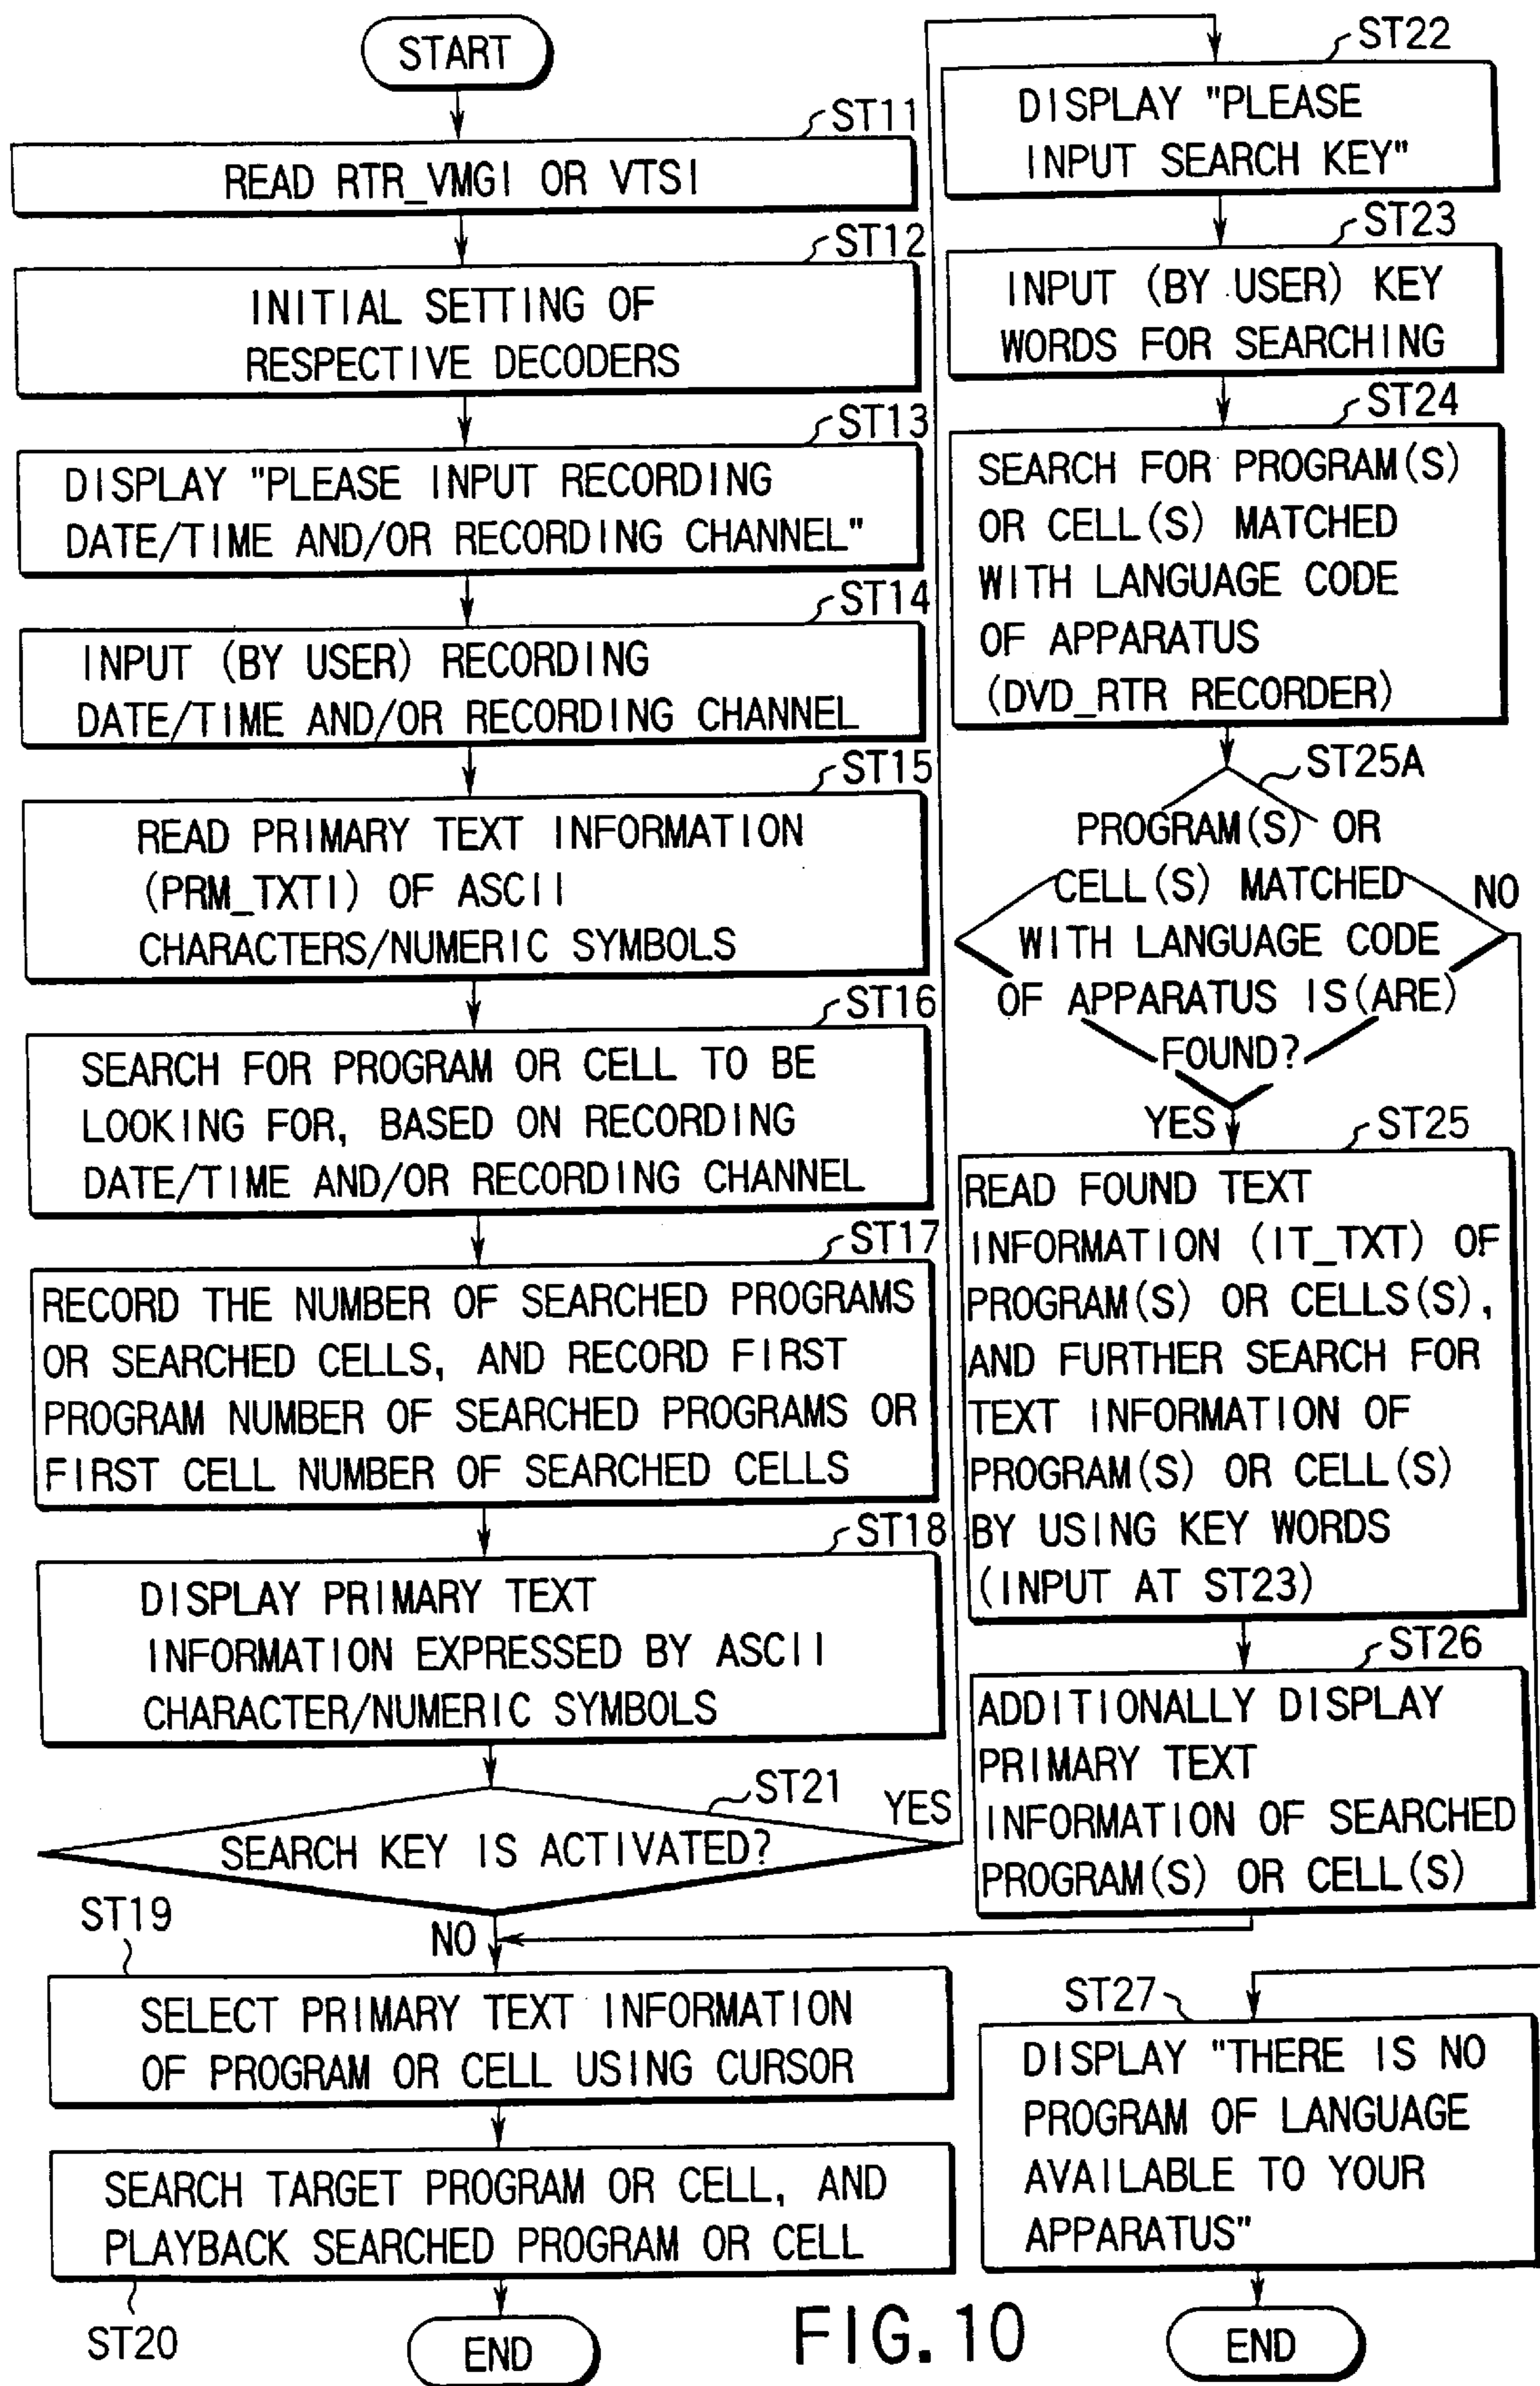 START
ST11
READ RTR_VMGI OR VTSI
ST12
INITIAL SETTING OF
RESPECTIVE DECODERS
ST13
DISPLAY "PLEASE INPUT RECORDING
DATE/TIME AND/OR RECORDING CHANNEL"
ST14
INPUT (BY USER) RECORDING
DATE/TIME AND/OR RECORDING CHANNEL
ST15
READ PRIMARY TEXT INFORMATION
(PRM_TXTI) OF ASCII
CHARACTERS/NUMERIC SYMBOLS
ST16
SEARCH FOR PROGRAM OR CELL TO BE
LOOKING FOR, BASED ON RECORDING
DATE/TIME AND/OR RECORDING CHANNEL
ST17
RECORD THE NUMBER OF SEARCHED PROGRAMS
OR SEARCHED CELLS, AND RECORD FIRST
PROGRAM NUMBER OF SEARCHED PROGRAMS OR
FIRST CELL NUMBER OF SEARCHED CELLS
ST18
DISPLAY PRIMARY TEXT
INFORMATION EXPRESSED BY ASCII
CHARACTER/NUMERIC SYMBOLS
ST21
YES
SEARCH KEY IS ACTIVATED?
ST19
NO
SELECT PRIMARY TEXT INFORMATION
OF PROGRAM OR CELL USING CURSOR
SEARCH TARGET PROGRAM OR CELL, AND
PLAYBACK SEARCHED PROGRAM OR CELL
ST20
END
ST22
DISPLAY "PLEASE
INPUT SEARCH KEY"
ST23
INPUT (BY USER) KEY
WORDS FOR SEARCHING
ST24
SEARCH FOR PROGRAM(S)
OR CELL(S) MATCHED
WITH LANGUAGE CODE
OF APPARATUS
(DVD_RTR RECORDER)
ST25A
PROGRAM(S) OR
CELL(S) MATCHED
NO
WITH LANGUAGE CODE
OF APPARATUS IS(ARE)
FOUND?
YES
ST25
READ FOUND TEXT
INFORMATION (IT_TXT) OF
PROGRAM(S) OR CELLS(S),
AND FURTHER SEARCH FOR
TEXT INFORMATION OF
PROGRAM(S) OR CELL(S)
BY USING KEY WORDS
(INPUT AT ST23)
ST26
ADDITIONALLY DISPLAY
PRIMARY TEXT
INFORMATION OF SEARCHED
PROGRAM(S) OR CELL(S)
ST27
DISPLAY "THERE IS NO
PROGRAM OF LANGUAGE
AVAILABLE TO YOUR
APPARATUS"
END
FIG. 10